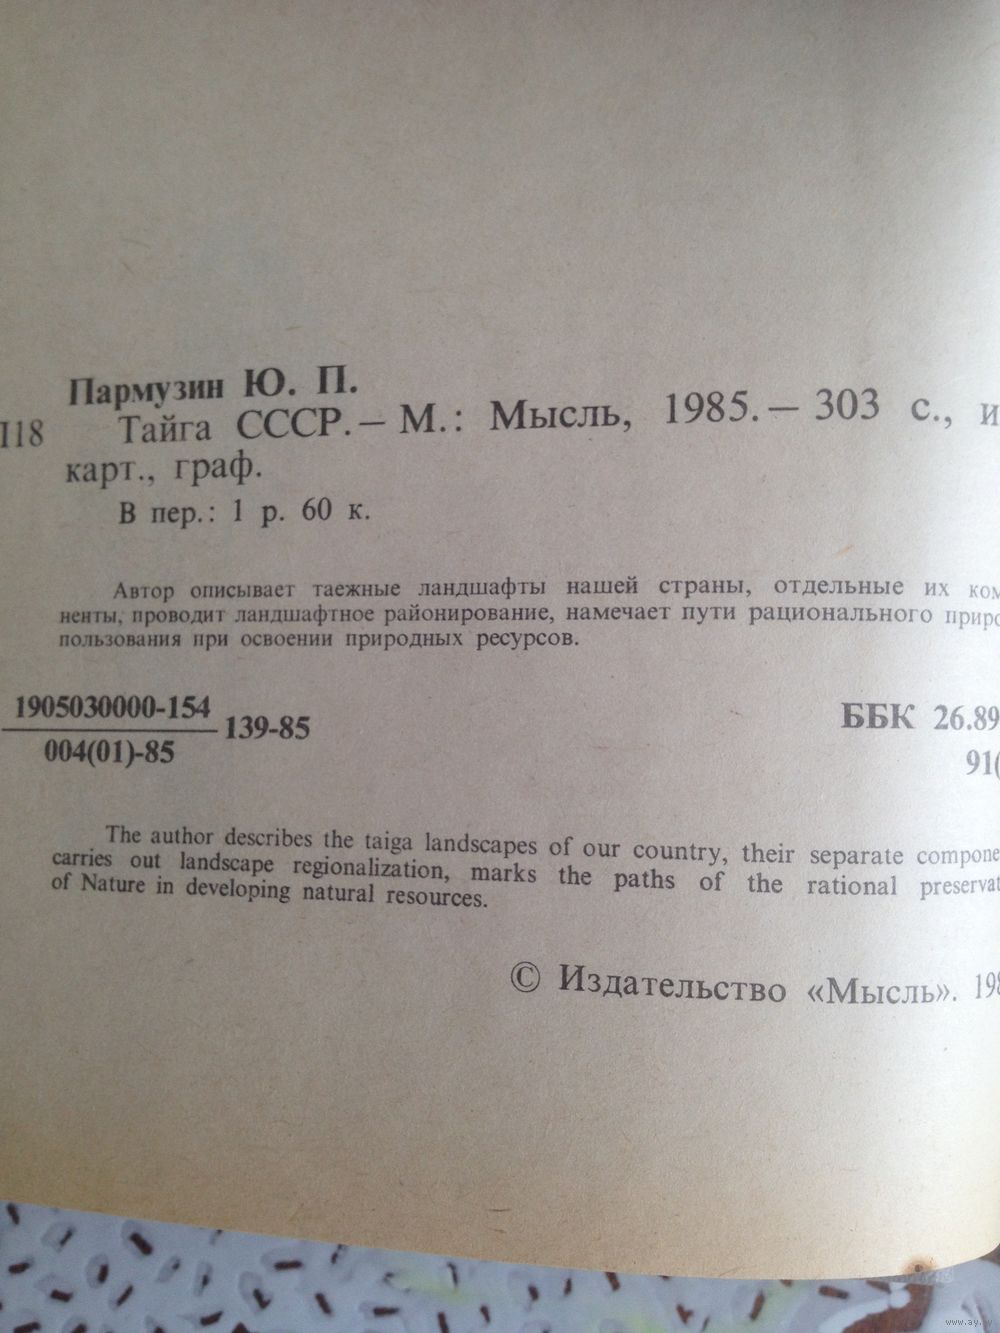 Пармузин Ю. П.
П18 Тайга СССР.— М.: Мысль, 1985.— 303 с., и
карт., граф.
В пер.: 1 р. 60 к.
Автор описывает таежные ландшафты нашей страны, отдельные их ком
ненты, проводит ландшафтное районирование, намечает пути рационального природ
пользования при освоении природных ресурсов.
1905030000-154
139-85
004(01)-85
ББК 26.89
91(
The author describes the taiga landscapes of our country, their separate compone
carries out landscape regionalization, marks the paths of the rational preservat
of Nature in developing natural resources.
© Издательство «Мысль». 198